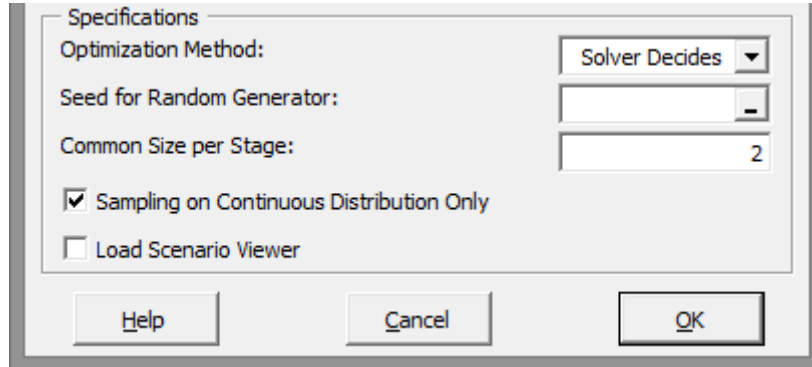 Specifications
Optimization Method: Solver Decides
Seed for Random Generator:
Common Size per Stage: 2
Sampling on Continuous Distribution Only
Load Scenario Viewer
Help Cancel OK